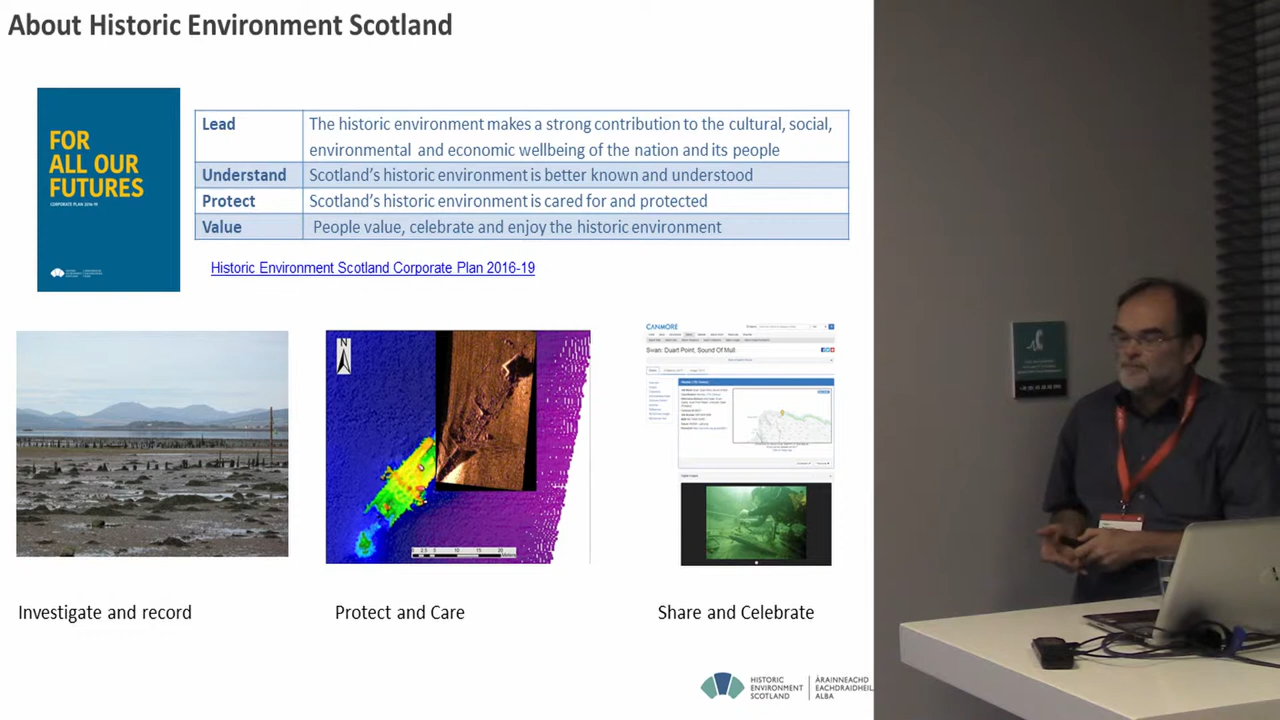 About Historic Environment Scotland
FOR
ALL OUR
FUTURES
CORPORATE PLAN 2016-19
Lead The historic environment makes a strong contribution to the cultural, social,
environmental and economic wellbeing of the nation and its people
Understand Scotland's historic environment is better known and understood
Protect Scotland's historic environment is cared for and protected
Value People value, celebrate and enjoy the historic environment
Historic Environment Scotland Corporate Plan 2016-19
N
CANMORE
Swan: Duart Point, Sound Of Mull
Investigate and record
Protect and Care
Share and Celebrate
HISTORIC
ENVIRONMENT
SCOTLAND
ÀRAINNEACHD
EACHDRAIDHEIL
ALBA